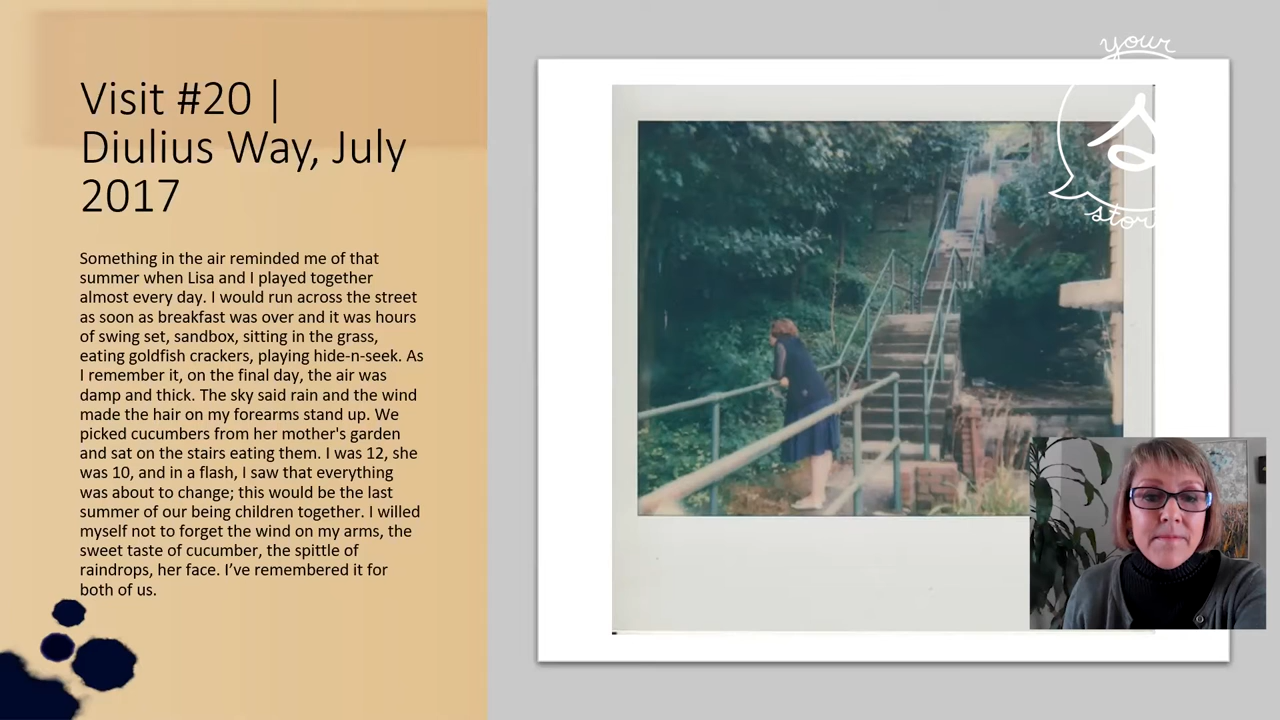 Visit #20 |
Diulius Way, July
2017
Something in the air reminded me of that
summer when Lisa and I played together
almost every day. I would run across the street
as soon as breakfast was over and it was hours
of swing set, sandbox, sitting in the grass,
eating goldfish crackers, playing hide-n-seek. As
I remember it, on the final day, the air was
damp and thick. The sky said rain and the wind
made the hair on my forearms stand up. We
picked cucumbers from her mother's garden
and sat on the stairs eating them. I was 12, she
was 10, and in a flash, I saw that everything
was about to change; this would be the last
summer of our being children together. I willed
myself not to forget the wind on my arms, the
sweet taste of cucumber, the spittle of
raindrops, her face. I’ve remembered it for
both of us.
your